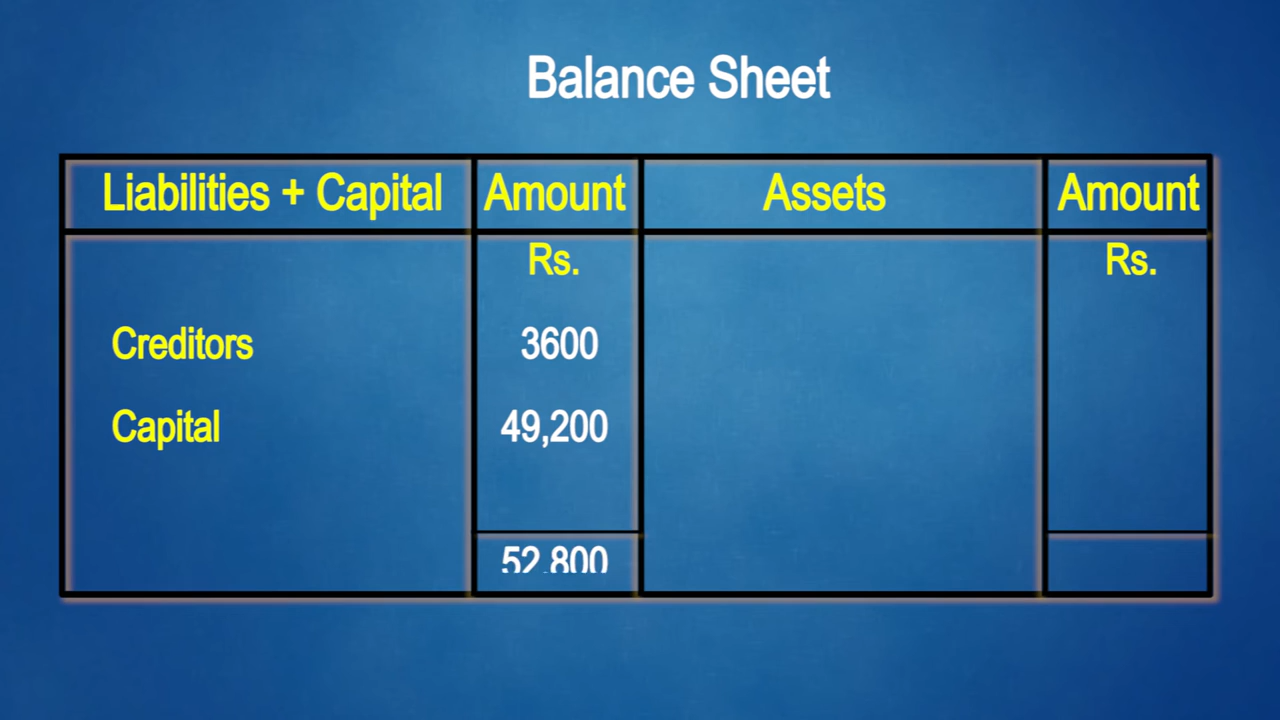 Balance Sheet
Liabilities + Capital Amount Assets Amount
Rs. Rs.
Creditors 3600
Capital 49,200
52,800